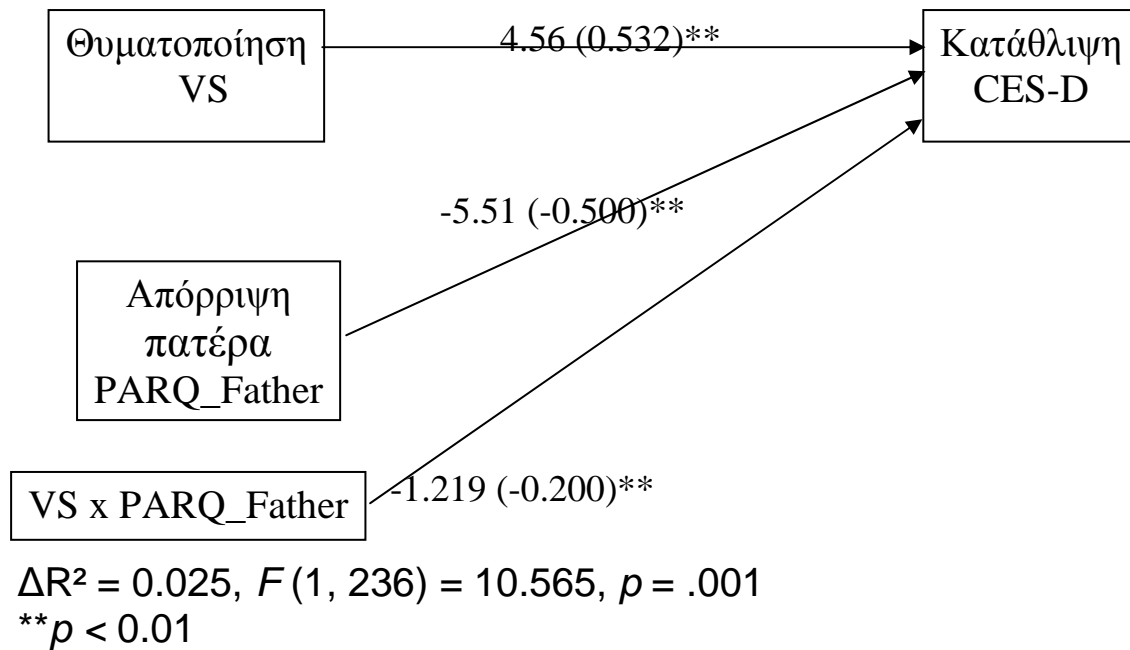 Θυματοποίηση
VS
4.56 (0.532)**
Κατάθλιψη
CES-D
-5.51 (-0.500)**
Απόρριψη
πατέρα
PARQ_Father
VS x PARQ_Father
-1.219 (-0.200)**
ΔR² = 0.025, F (1, 236) = 10.565, p = .001
**p < 0.01